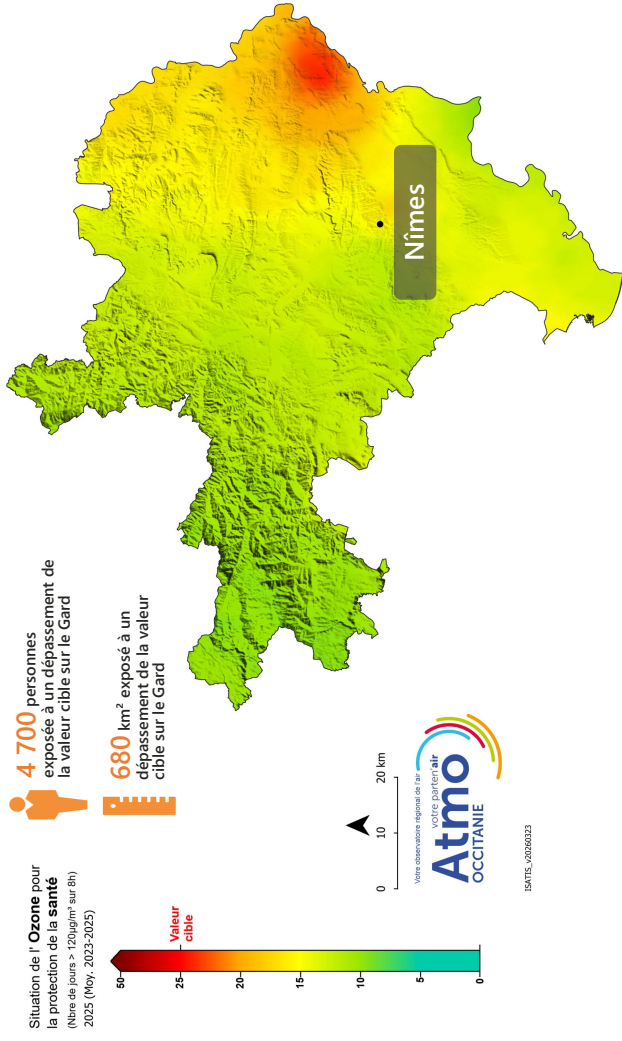 Situation de l' Ozone pour
la protection de la santé
(Nbre de jours > 120µg/m³ sur 8h)
2025 (Moy. 2023-2025)
4 700 personnes
exposée à un dépassement de
la valeur cible sur le Gard
680 km² exposé à un
dépassement de la valeur
cible sur le Gard
50
25
20
15
10
5
0
Valeur
cible
Nîmes
0 10 20 km
Votre observatoire régional de l'air
Atmo
votre parten'air
OCCITANIE
ISATIS_v20260323